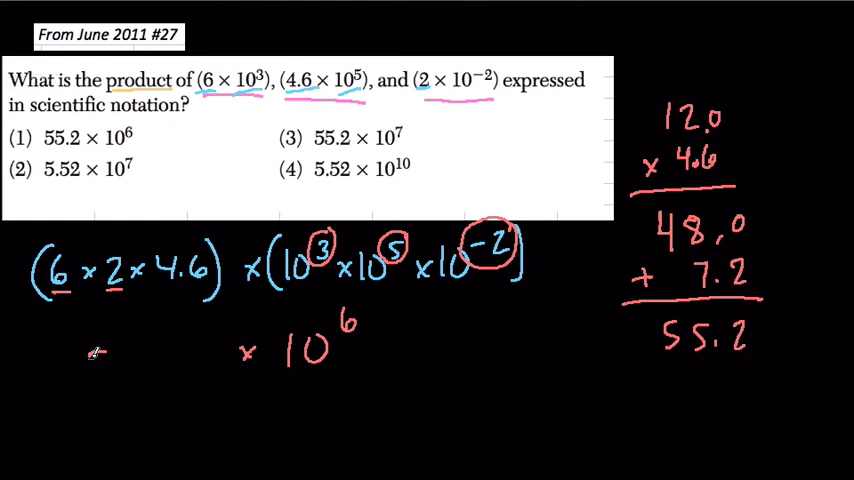 From June 2011 #27
What is the product of (6 × 10³), (4.6 × 10⁵), and (2 × 10⁻²) expressed
in scientific notation?
(1) 55.2 × 10⁶
(3) 55.2 × 10⁷
(2) 5.52 × 10⁷
(4) 5.52 × 10¹⁰
(6 × 2 × 4.6) × (10³ × 10⁵ × 10⁻²)
× 10⁶
12.0
× 4.6
48.0
+ 7.2
55.2